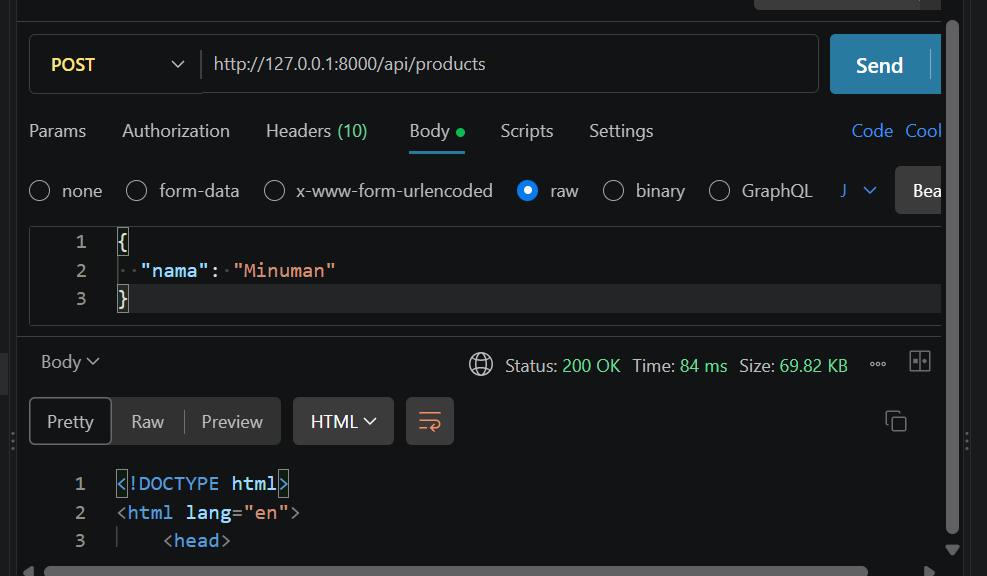 POST http://127.0.0.1:8000/api/products Send
Params Authorization Headers (10) Body Scripts Settings Code Cool
none form-data x-www-form-urlencoded raw binary GraphQL J Bea
1 {
2 "nama": "Minuman"
3 }
Body Status: 200 OK Time: 84 ms Size: 69.82 KB
Pretty Raw Preview HTML
1 <!DOCTYPE html>
2 <html lang="en">
3 <head>